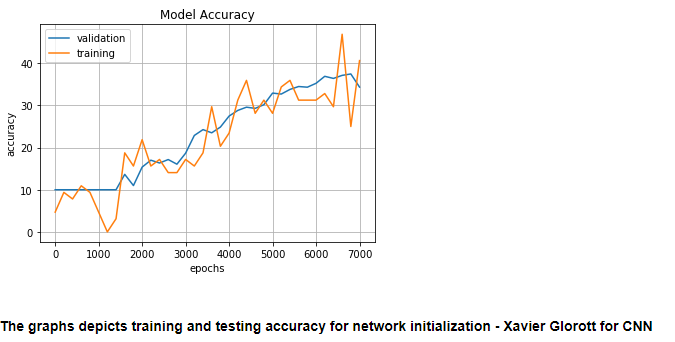 Model Accuracy
validation
training
40
30
20
10
0
accuracy
0 1000 2000 3000 4000 5000 6000 7000
epochs
The graphs depicts training and testing accuracy for network initialization - Xavier Glorott for CNN